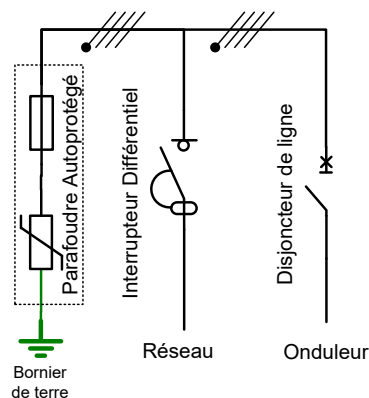 Parafoudre Autoprotégé
Interrupteur Différentiel
Disjoncteur de ligne
Réseau
Onduleur
Bornier
de terre